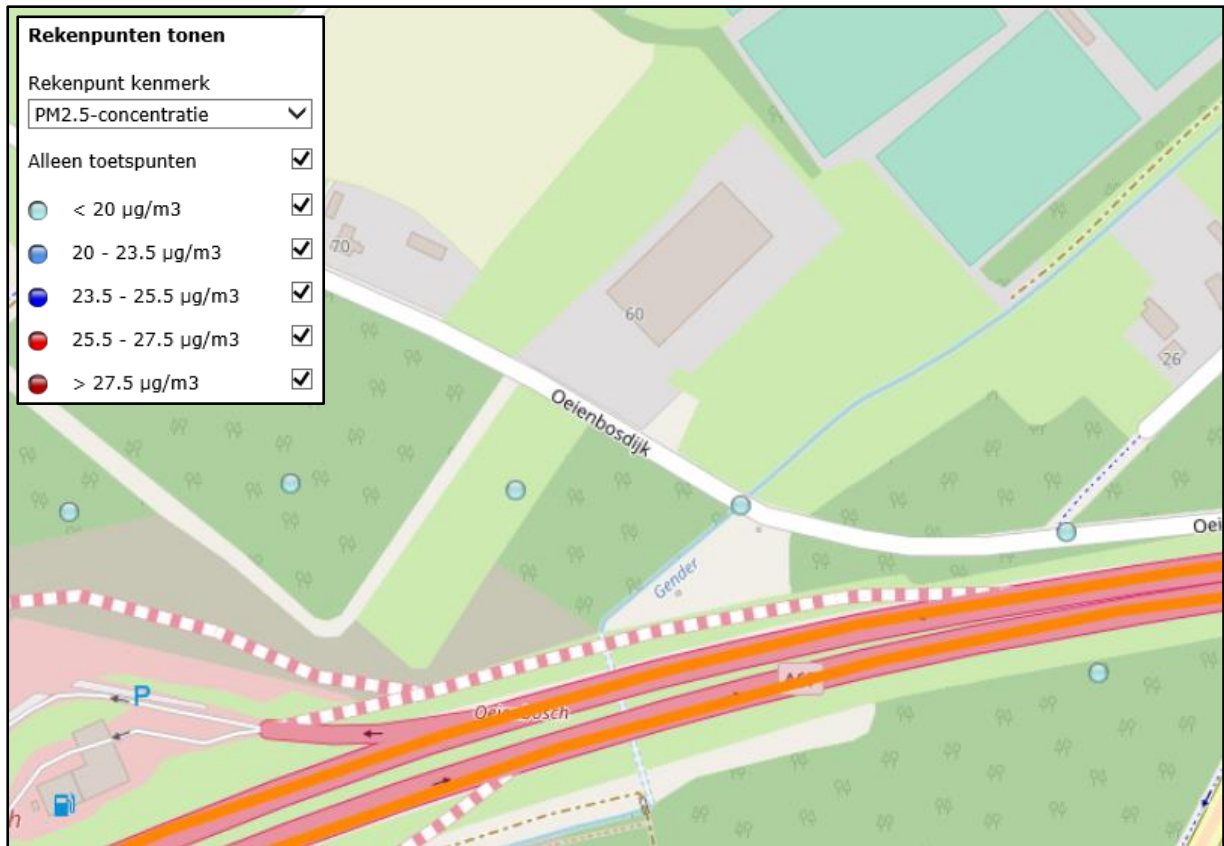 Rekenpunten tonen
Rekenpunt kenmerk
PM2.5-concentratie
Alleen toetspunten
< 20 µg/m3
20 - 23.5 µg/m3
23.5 - 25.5 µg/m3
25.5 - 27.5 µg/m3
> 27.5 µg/m3
70
60
26
Oeienbosdijk
Oei
Gender
Oeienbosch
P
h